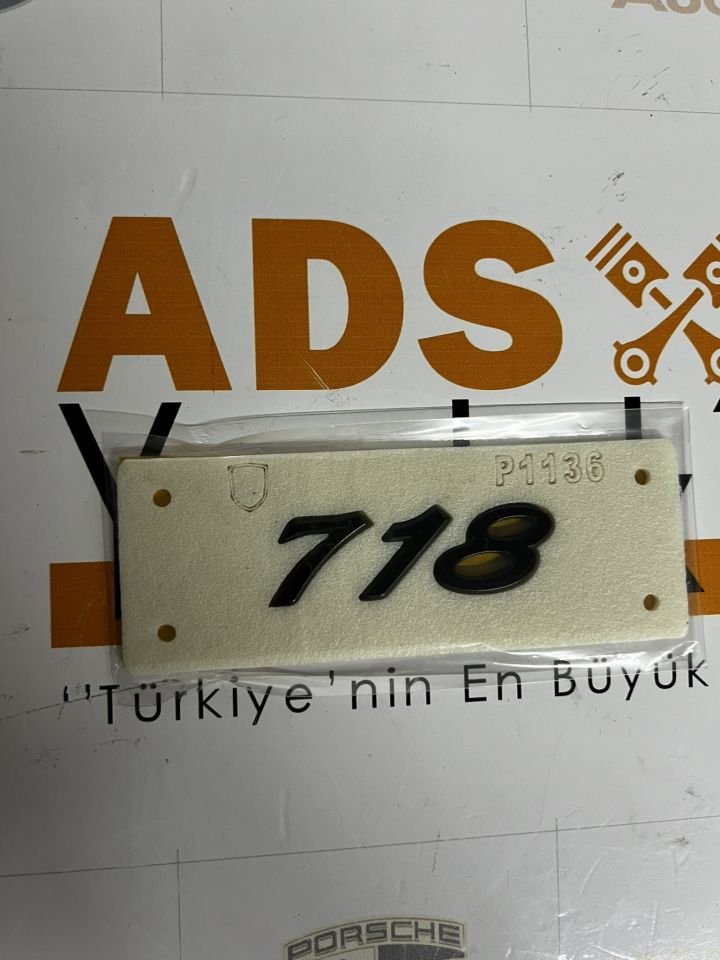 ADS
P1136
718
"Türkiye'nin En Büyük
PORSCHE